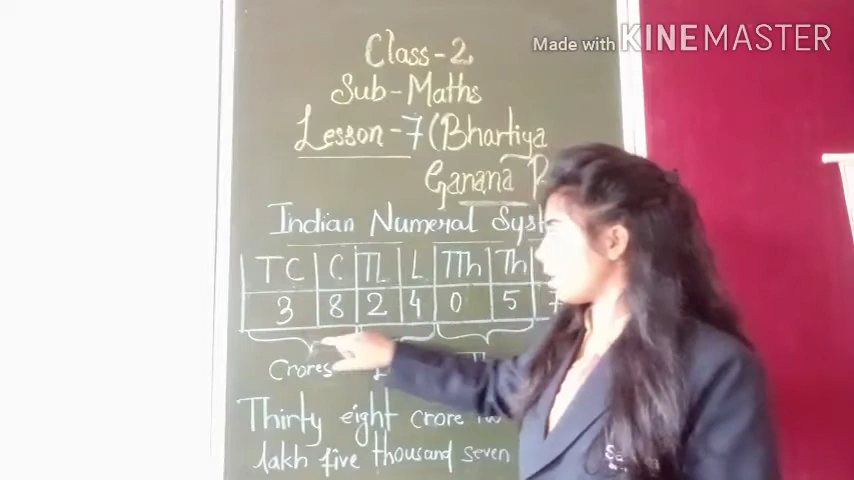 Made with KINEMASTER
Class-2
Sub-Maths
Lesson-7 (Bhartiya
Ganana P
Indian Numeral Syst
TC C TL L TTh Th
3 8 2 4 0 5 7
Crores
Thirty eight crore
lakh five thousand seven